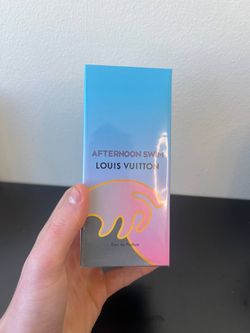 AFTERNOON SWIM
LOUIS VUITTON
Eau de Parfum